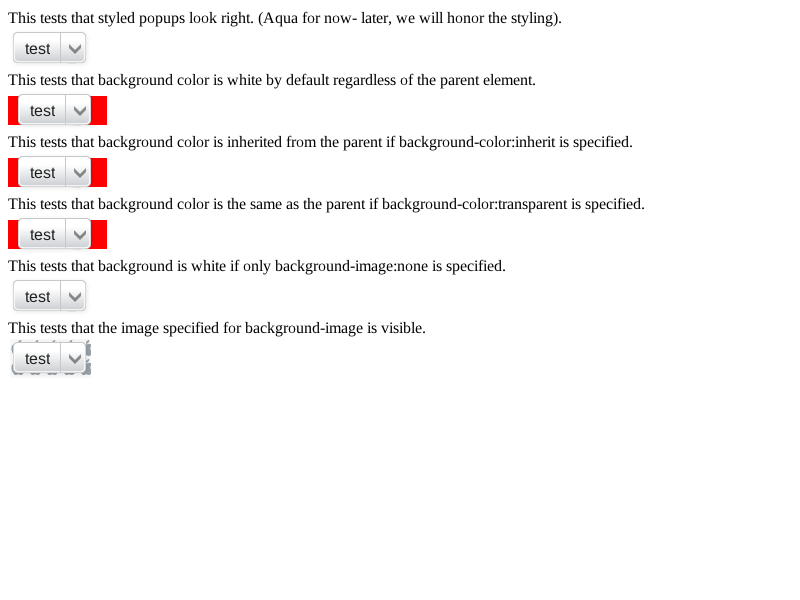 This tests that styled popups look right. (Aqua for now- later, we will honor the styling).
test
This tests that background color is white by default regardless of the parent element.
test
This tests that background color is inherited from the parent if background-color:inherit is specified.
test
This tests that background color is the same as the parent if background-color:transparent is specified.
test
This tests that background is white if only background-image:none is specified.
test
This tests that the image specified for background-image is visible.
test